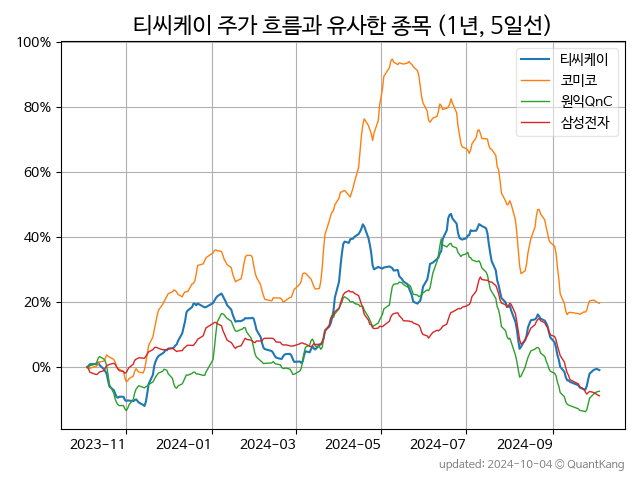 티씨케이 주가 흐름과 유사한 종목 (1년, 5일선)
100%
80%
60%
40%
20%
0%
티씨케이
코미코
원익QnC
삼성전자
2023-11
2024-01
2024-03
2024-05
2024-07
2024-09
updated: 2024-10-04 © QuantKang